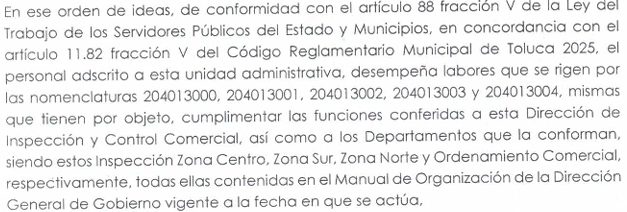 En ese orden de ideas, de conformidad con el artículo 88 fracción V de la Ley del
Trabajo de los Servidores Públicos del Estado y Municipios, en concordancia con el
artículo 11.82 fracción V del Código Reglamentario Municipal de Toluca 2025, el
personal adscrito a esta unidad administrativa, desempeña labores que se rigen por
las nomenclaturas 204013000, 204013001, 204013002, 204013003 y 204013004, mismas
que tienen por objeto, cumplimentar las funciones conferidas a esta Dirección de
Inspección y Control Comercial, así como a los Departamentos que la conforman,
siendo estos Inspección Zona Centro, Zona Sur, Zona Norte y Ordenamiento Comercial,
respectivamente, todas ellas contenidas en el Manual de Organización de la Dirección
General de Gobierno vigente a la fecha en que se actúa,